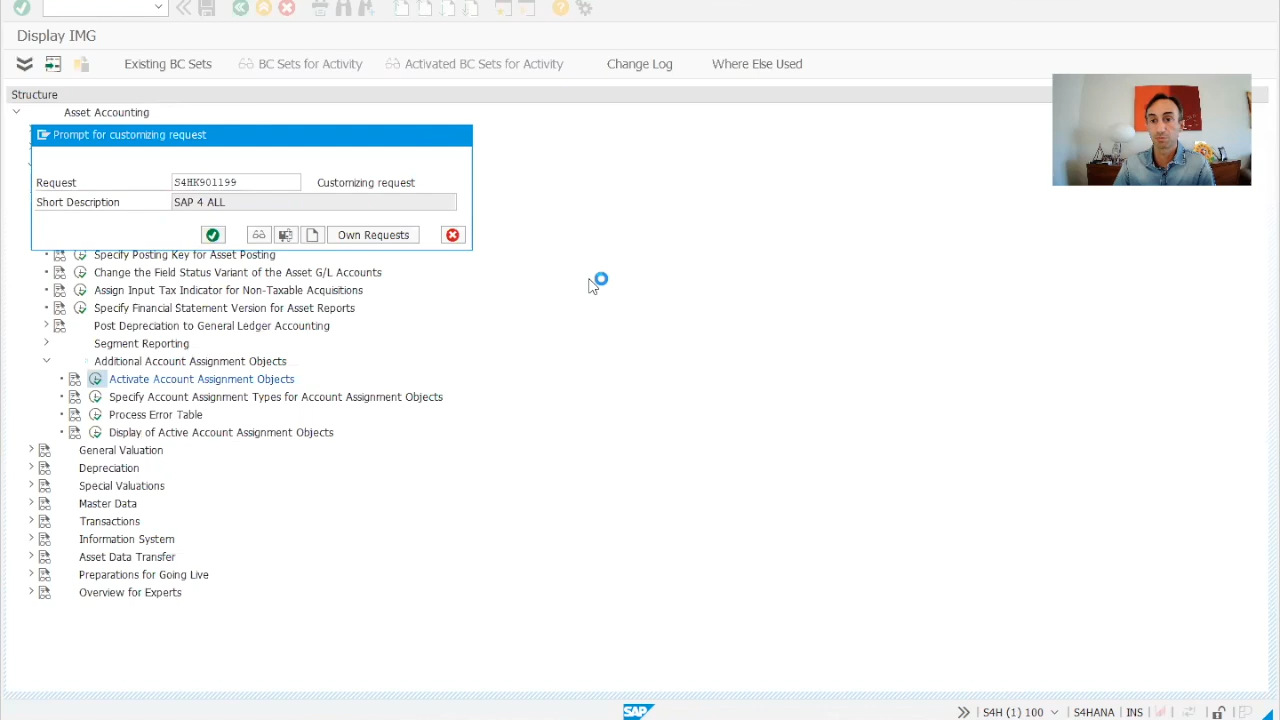 Display IMG
Existing BC Sets BC Sets for Activity Activated BC Sets for Activity Change Log Where Else Used
Structure
Asset Accounting
Prompt for customizing request
Request S4HK901199 Customizing request
Short Description SAP 4 ALL
Own Requests
Specify Posting Key for Asset Posting
Change the Field Status Variant of the Asset G/L Accounts
Assign Input Tax Indicator for Non-Taxable Acquisitions
Specify Financial Statement Version for Asset Reports
Post Depreciation to General Ledger Accounting
Segment Reporting
Additional Account Assignment Objects
Activate Account Assignment Objects
Specify Account Assignment Types for Account Assignment Objects
Process Error Table
Display of Active Account Assignment Objects
General Valuation
Depreciation
Special Valuations
Master Data
Transactions
Information System
Asset Data Transfer
Preparations for Going Live
Overview for Experts
SAP S4H (1) 100 S4HANA INS